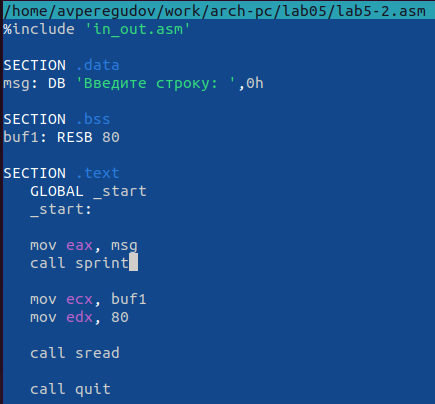 /home/avperegudov/work/arch-pc/lab05/lab5-2.asm
%include 'in_out.asm'
SECTION .data
msg: DB 'Введите строку: ',0h
SECTION .bss
buf1: RESB 80
SECTION .text
GLOBAL _start
_start:
mov eax, msg
call sprint
mov ecx, buf1
mov edx, 80
call sread
call quit